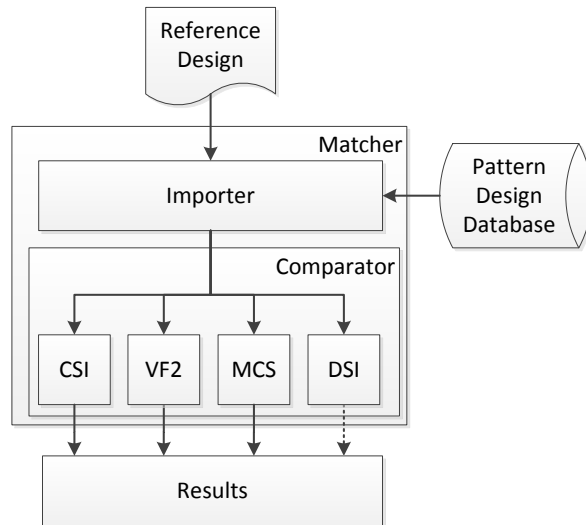 Reference
Design
Matcher
Importer
Pattern
Design
Database
Comparator
CSI
VF2
MCS
DSI
Results